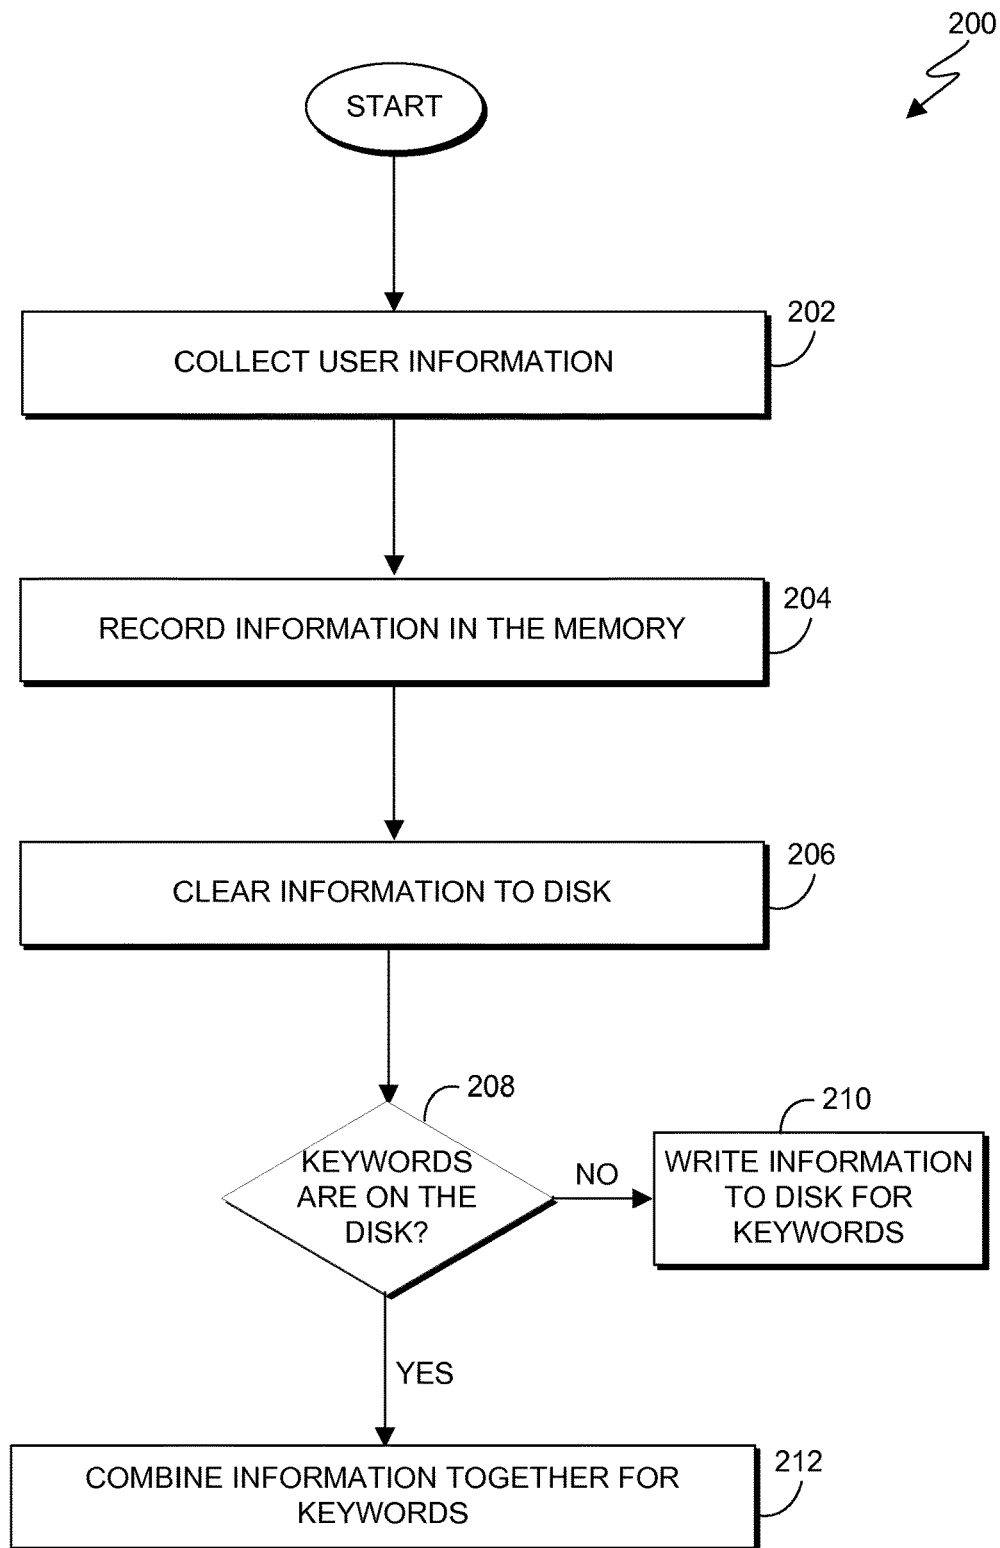 200
START
202
COLLECT USER INFORMATION
204
RECORD INFORMATION IN THE MEMORY
206
CLEAR INFORMATION TO DISK
208
KEYWORDS
ARE ON THE
DISK?
NO
210
WRITE INFORMATION
TO DISK FOR
KEYWORDS
YES
212
COMBINE INFORMATION TOGETHER FOR
KEYWORDS